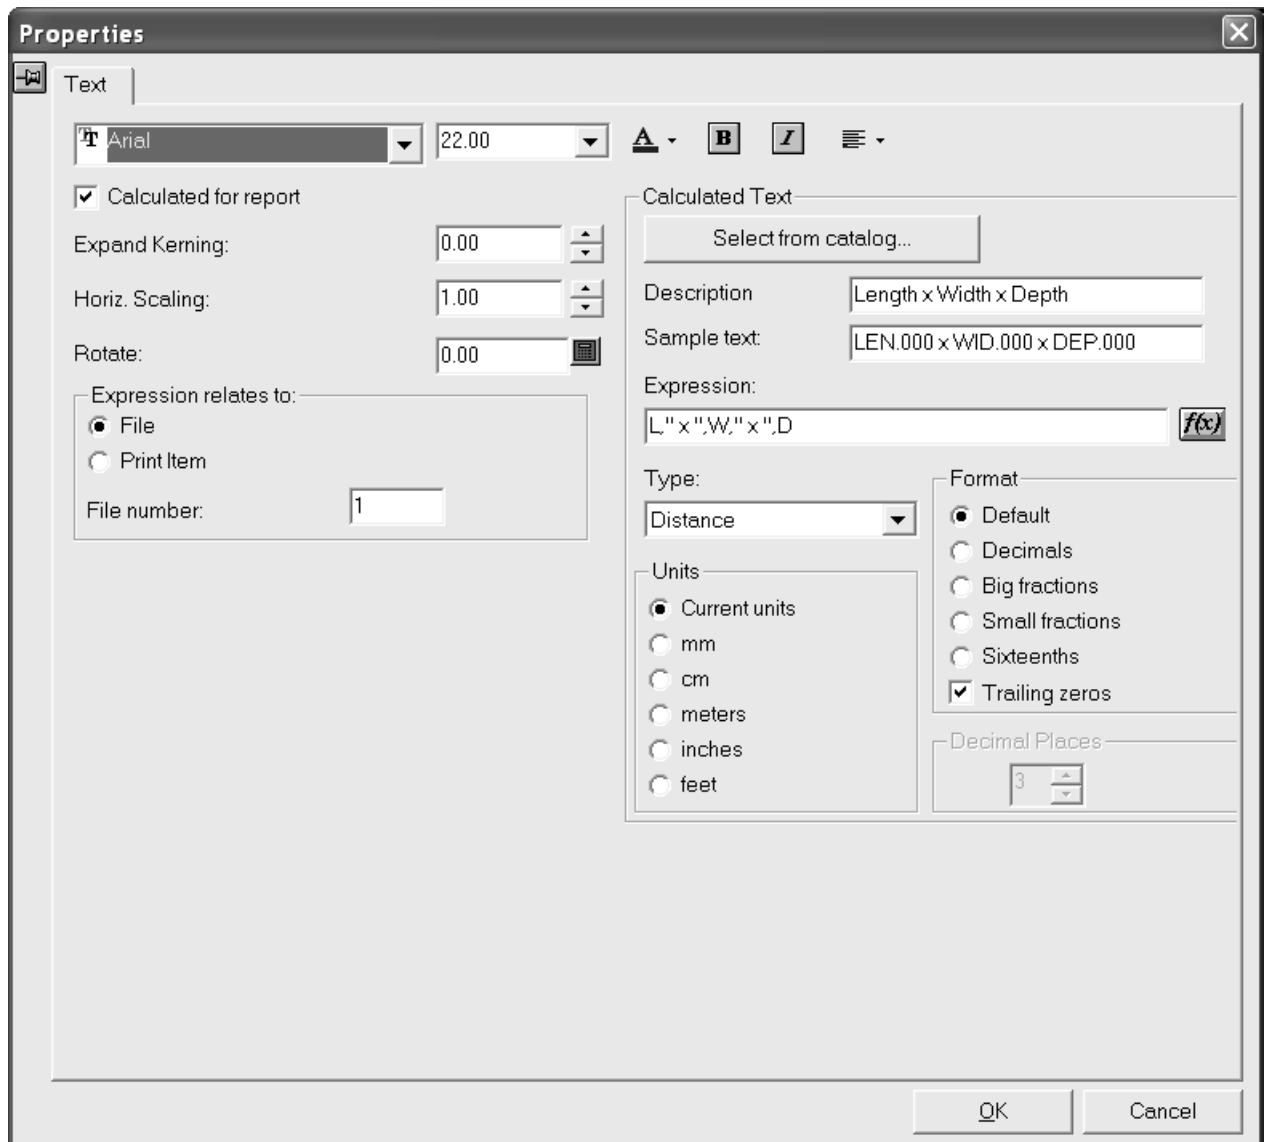 Properties
Text
Arial 22.00 A B I
Calculated for report
Expand Kerning: 0.00
Horiz. Scaling: 1.00
Rotate: 0.00
Expression relates to:
File
Print Item
File number: 1
Calculated Text
Select from catalog...
Description Length x Width x Depth
Sample text: LEN.000 x WID.000 x DEP.000
Expression:
L," x ",W," x ",D f(x)
Type:
Distance
Units
Current units
mm
cm
meters
inches
feet
Format
Default
Decimals
Big fractions
Small fractions
Sixteenths
Trailing zeros
Decimal Places
3
OK Cancel